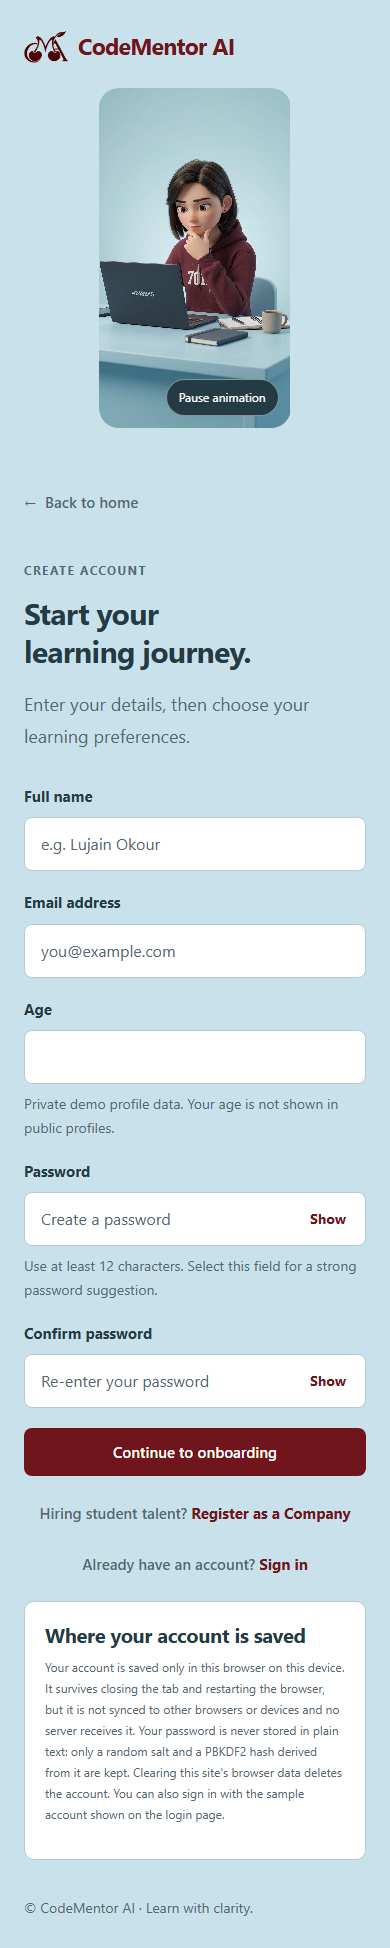 CodeMentor AI
Pause animation
← Back to home
CREATE ACCOUNT
Start your
learning journey.
Enter your details, then choose your
learning preferences.
Full name
e.g. Lujain Okour
Email address
you@example.com
Age
Private demo profile data. Your age is not shown in
public profiles.
Password
Create a password Show
Use at least 12 characters. Select this field for a strong
password suggestion.
Confirm password
Re-enter your password Show
Continue to onboarding
Hiring student talent? Register as a Company
Already have an account? Sign in
Where your account is saved
Your account is saved only in this browser on this device.
It survives closing the tab and restarting the browser,
but it is not synced to other browsers or devices and no
server receives it. Your password is never stored in plain
text: only a random salt and a PBKDF2 hash derived
from it are kept. Clearing this site's browser data deletes
the account. You can also sign in with the sample
account shown on the login page.
© CodeMentor AI · Learn with clarity.